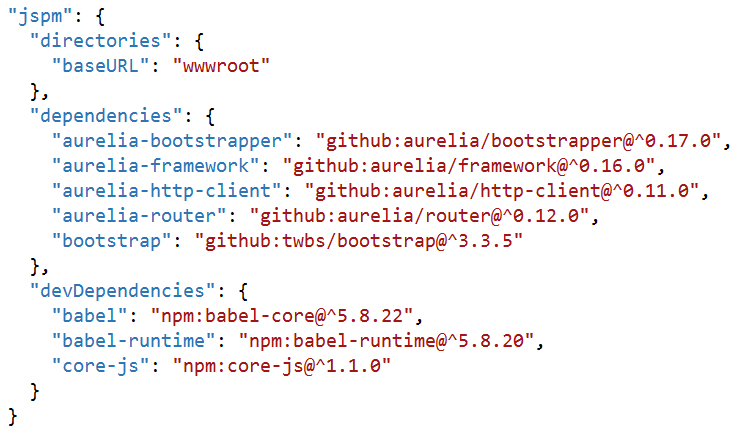 "jspm": {
"directories": {
"baseURL": "wwwroot"
},
"dependencies": {
"aurelia-bootstrapper": "github:aurelia/bootstrapper@^0.17.0",
"aurelia-framework": "github:aurelia/framework@^0.16.0",
"aurelia-http-client": "github:aurelia/http-client@^0.11.0",
"aurelia-router": "github:aurelia/router@^0.12.0",
"bootstrap": "github:twbs/bootstrap@^3.3.5"
},
"devDependencies": {
"babel": "npm:babel-core@^5.8.22",
"babel-runtime": "npm:babel-runtime@^5.8.20",
"core-js": "npm:core-js@^1.1.0"
}
}